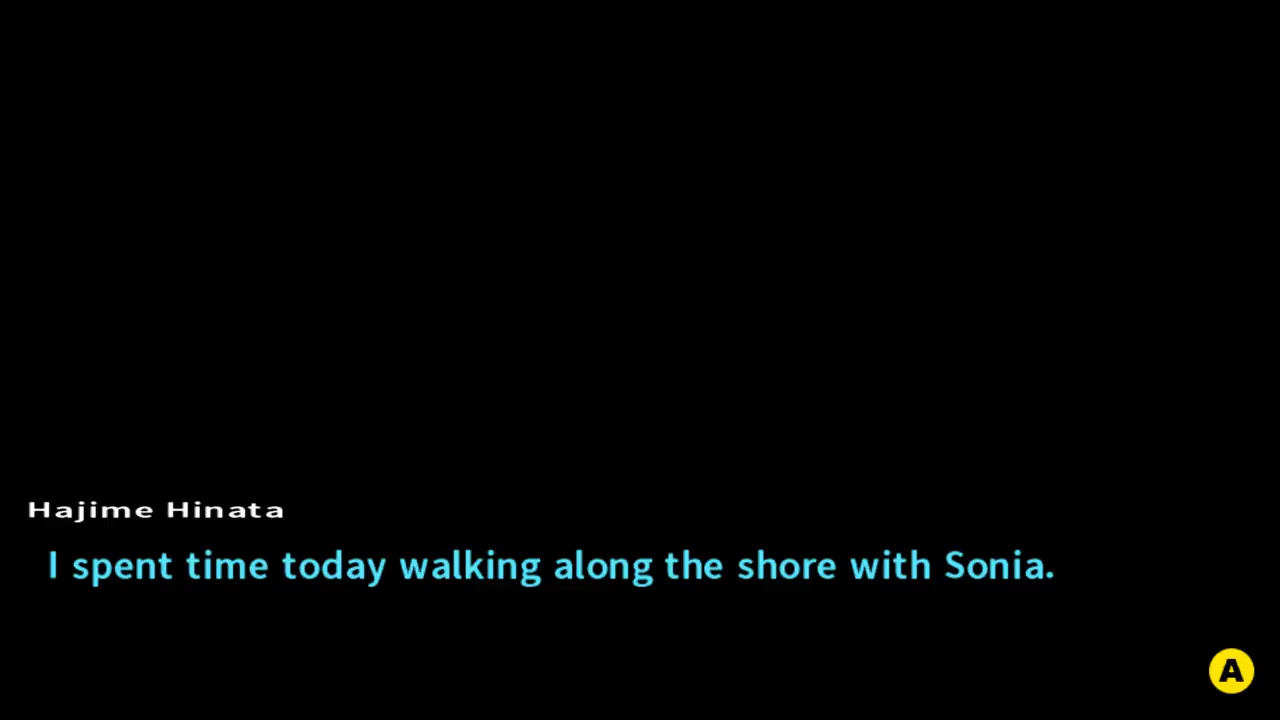 Hajime Hinata
I spent time today walking along the shore with Sonia.
A